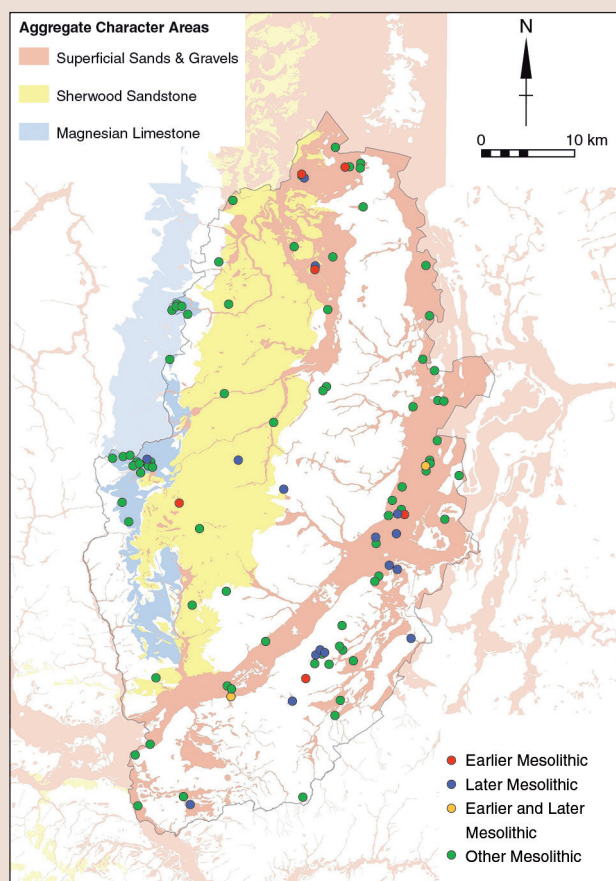 Aggregate Character Areas
Superficial Sands & Gravels
Sherwood Sandstone
Magnesian Limestone
N
0 10 km
Earlier Mesolithic
Later Mesolithic
Earlier and Later
Mesolithic
Other Mesolithic